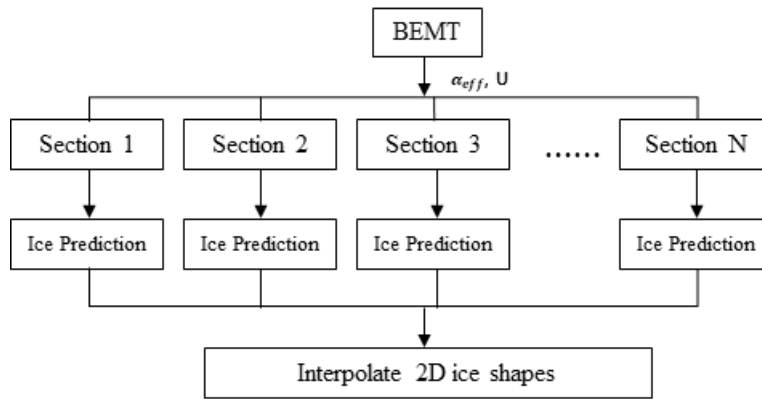 BEMT
α_eff, U
Section 1
Section 2
Section 3
......
Section N
Ice Prediction
Ice Prediction
Ice Prediction
Ice Prediction
Interpolate 2D ice shapes